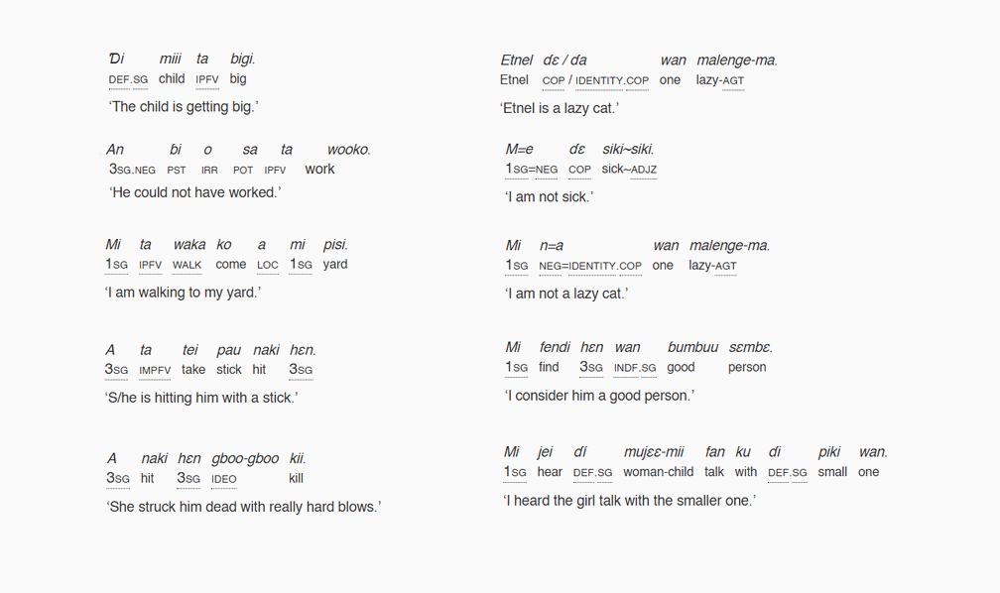 Ɗi miii ta bigi.
DEF.SG child IPFV big
‘The child is getting big.’
An bi o sa ta wooko.
3SG.NEG PST IRR POT IPFV work
‘He could not have worked.’
Mi ta waka ko a mi pisi.
1SG IPFV WALK come LOC 1SG yard
‘I am walking to my yard.’
A ta tei pau naki hɛn.
3SG IMPFV take stick hit 3SG
‘S/he is hitting him with a stick.’
A naki hɛn gboo-gboo kii.
3SG hit 3SG IDEO kill
‘She struck him dead with really hard blows.’
Etnel dɛ / da wan malenge-ma.
Etnel COP / IDENTITY.COP one lazy-AGT
‘Etnel is a lazy cat.’
M=e dɛ siki~siki.
1SG=NEG COP sick~ADJZ
‘I am not sick.’
Mi n=a wan malenge-ma.
1SG NEG=IDENTITY.COP one lazy-AGT
‘I am not a lazy cat.’
Mi fendi hɛn wan bumbuu sɛmbɛ.
1SG find 3SG INDF.SG good person
‘I consider him a good person.’
Mi jei ɗi mujɛɛ-mii fan ku ɗi piki wan.
1SG hear DEF.SG woman-child talk with DEF.SG small one
‘I heard the girl talk with the smaller one.’